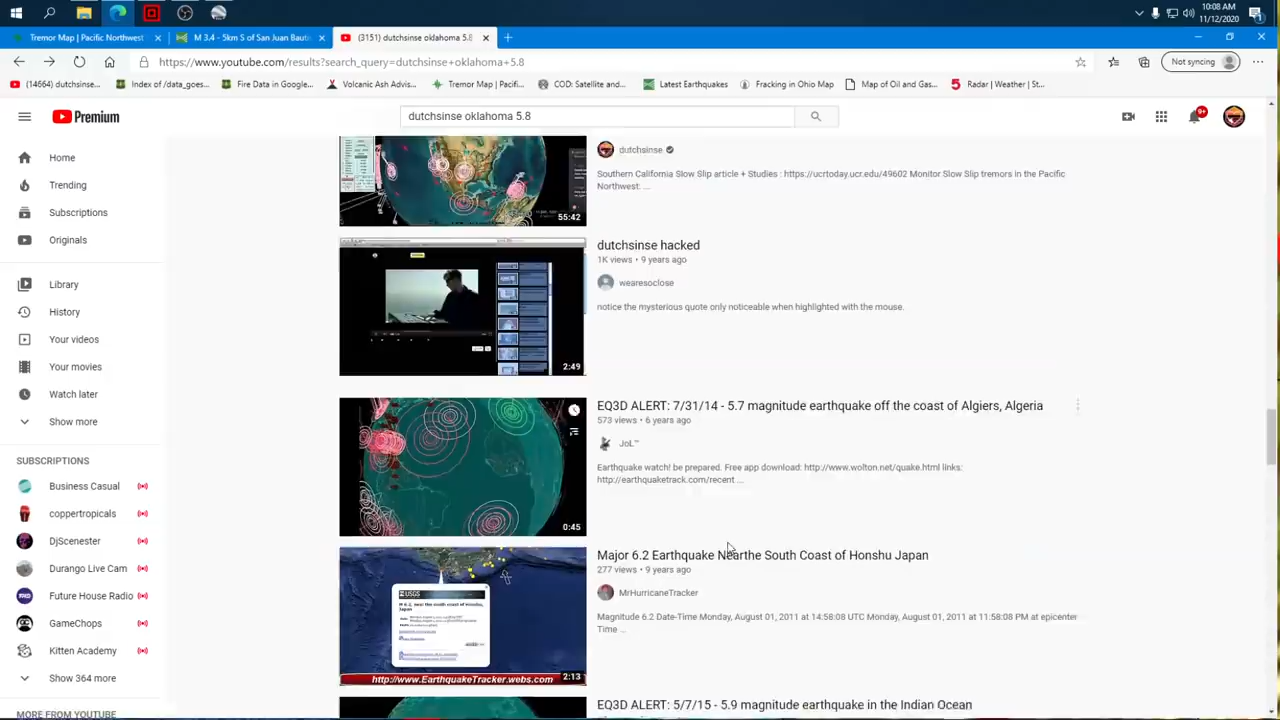 10:08 AM
11/12/2020
Tremor Map | Pacific Northwest
M 3.4 - 5km S of San Juan Baut
(3151) dutchsinse oklahoma 5.8
https://www.youtube.com/results?search_query=dutchsinse+oklahoma+5.8
Not syncing
(14664) dutchsinse...
Index of /data_goes...
Fire Data in Google...
Volcanic Ash Advis...
Tremor Map | Pacifi...
COD: Satellite and...
Latest Earthquakes
Fracking in Ohio Map
Map of Oil and Gas...
Radar | Weather | St...
Premium
dutchsinse oklahoma 5.8
9+
Home
Trending
Subscriptions
Originals
Library
History
Your videos
Your movies
Watch later
Show more
SUBSCRIPTIONS
Business Casual
coppertropicals
DjScenester
Durango Live Cam
Future House Radio
GameChops
Kitten Academy
Show 364 more
MORE FROM YOUTUBE
55:42
dutchsinse
Southern California Slow Slip article + Studies : https://ucrtoday.ucr.edu/49602 Monitor Slow Slip tremors in the Pacific
Northwest: ...
2:49
dutchsinse hacked
1K views • 9 years ago
wearesoclose
notice the mysterious quote only noticeable when highlighted with the mouse.
0:45
EQ3D ALERT: 7/31/14 - 5.7 magnitude earthquake off the coast of Algiers, Algeria
573 views • 6 years ago
JoL™
Earthquake watch! be prepared. Free app download: http://www.wolton.net/quake.html links:
http://earthquaketrack.com/recent ...
USGS
M 6.2, near the south coast of Honshu,
Japan
http://www.EarthquakeTracker.webs.com
2:13
Major 6.2 Earthquake Nearthe South Coast of Honshu Japan
277 views • 9 years ago
MrHurricaneTracker
Magnitude 6.2 Date-Time Monday, August 01, 2011 at 14:58:08 UTC Monday, August 01, 2011 at 11:58:08 PM at epicenter
Time ...
EQ3D ALERT: 5/7/15 - 5.9 magnitude earthquake in the Indian Ocean